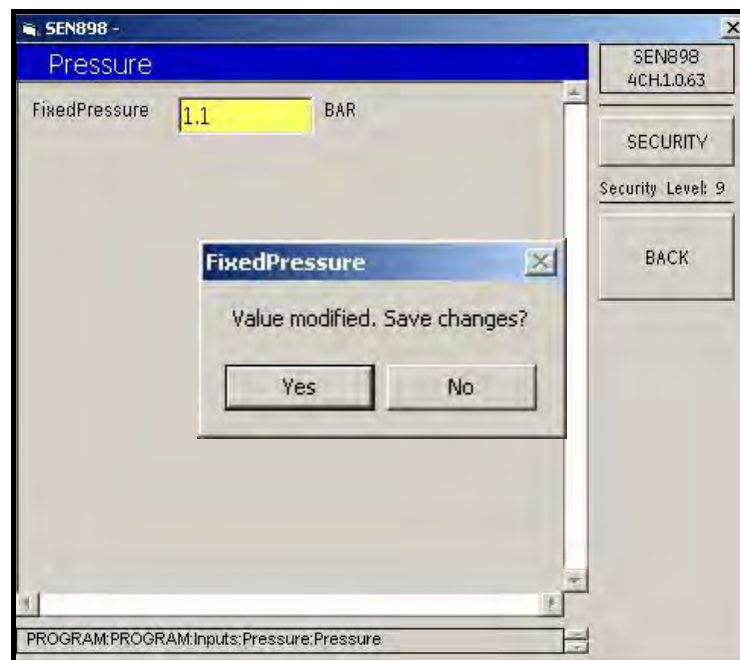 SEN898 -
Pressure
FixedPressure 1.1 BAR
FixedPressure
Value modified. Save changes?
Yes No
SEN898
4CH.1.0.63
SECURITY
Security Level: 9
BACK
PROGRAM:PROGRAM:Inputs:Pressure:Pressure